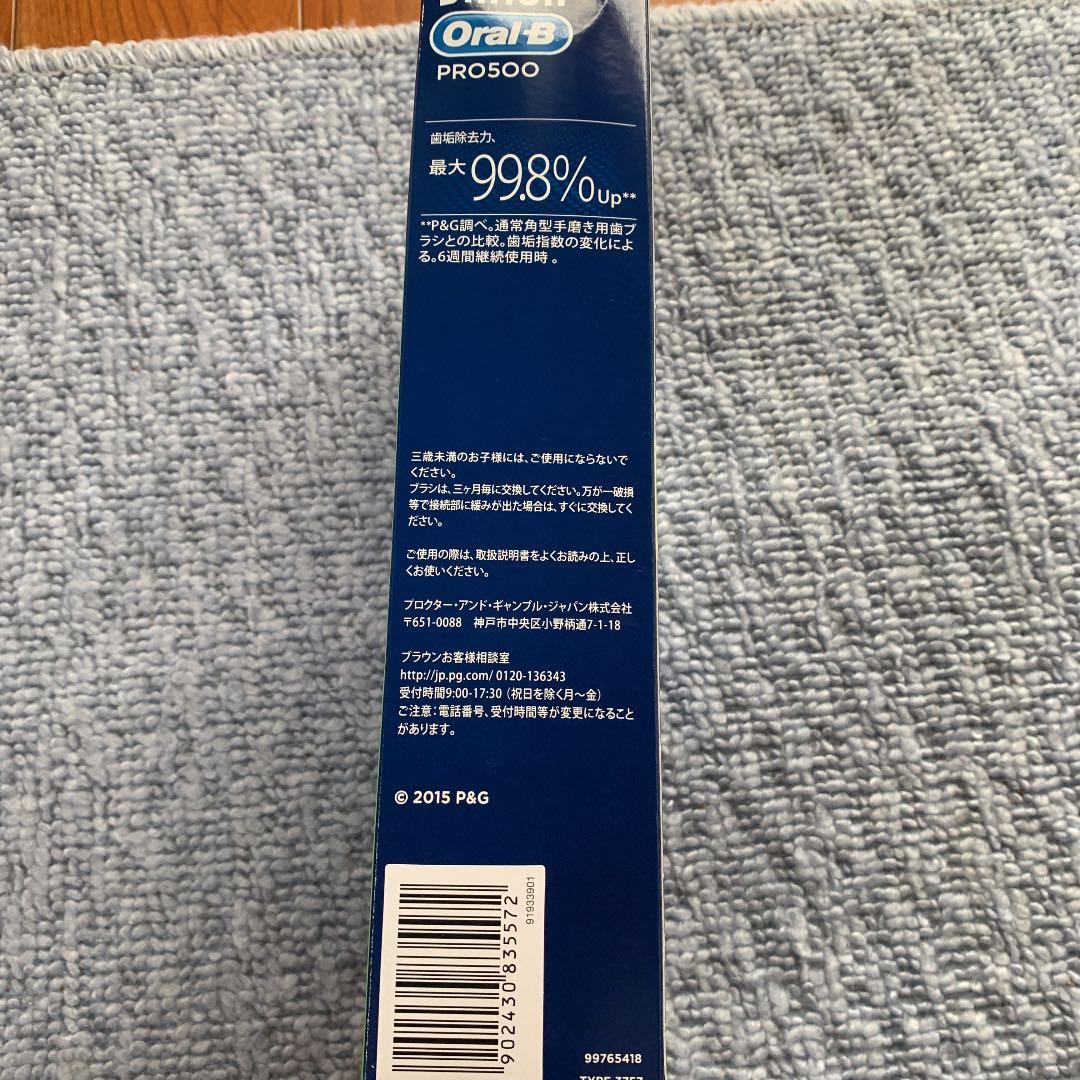 Oral-B
PRO500
歯垢除去力、
最大 99.8% Up**
**P&G調べ。通常角型手磨き用歯ブ
ラシとの比較。歯垢指数の変化によ
る。6週間継続使用時 。
三歳未満のお子様には、ご使用にならないで
ください。
ブラシは、三ヶ月毎に交換してください。万が一破損
等で接続部に緩みが出た場合は、すぐに交換してく
ださい。
ご使用の際は、取扱説明書をよくお読みの上、正し
くお使いください。
プロクター・アンド・ギャンブル・ジャパン株式会社
〒651-0088 神戸市中央区小野柄通7-1-18
ブラウンお客様相談室
http://jp.pg.com/ 0120-136343
受付時間9:00-17:30 (祝日を除く月〜金)
ご注意：電話番号、受付時間等が変更になること
があります。
© 2015 P&G
91933901
4902430835572
99765418